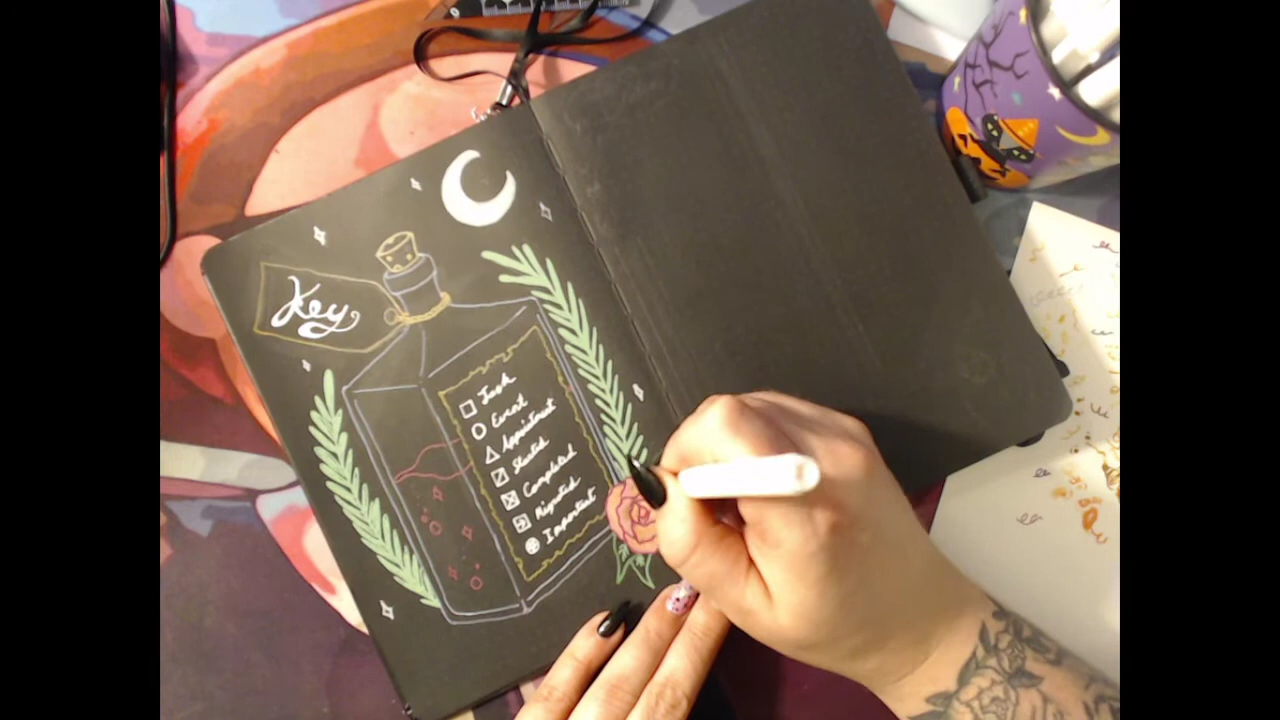 Key
Task
Event
Appointment
Started
Completed
Migrated
Important